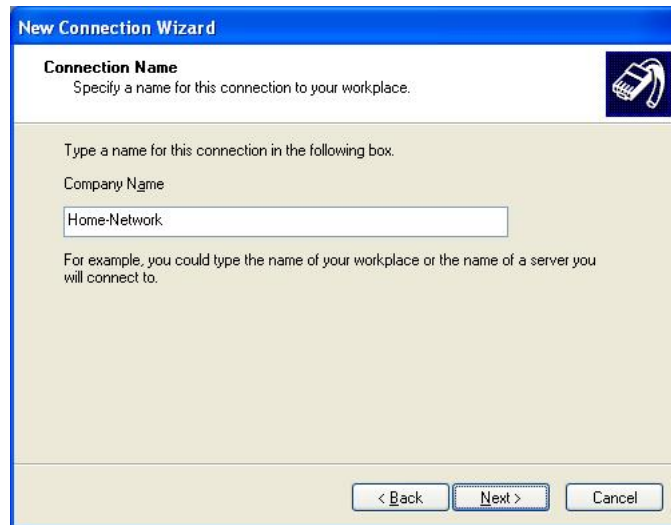 New Connection Wizard
Connection Name
Specify a name for this connection to your workplace.
Type a name for this connection in the following box.
Company Name
Home-Network
For example, you could type the name of your workplace or the name of a server you
will connect to.
< Back
Next >
Cancel